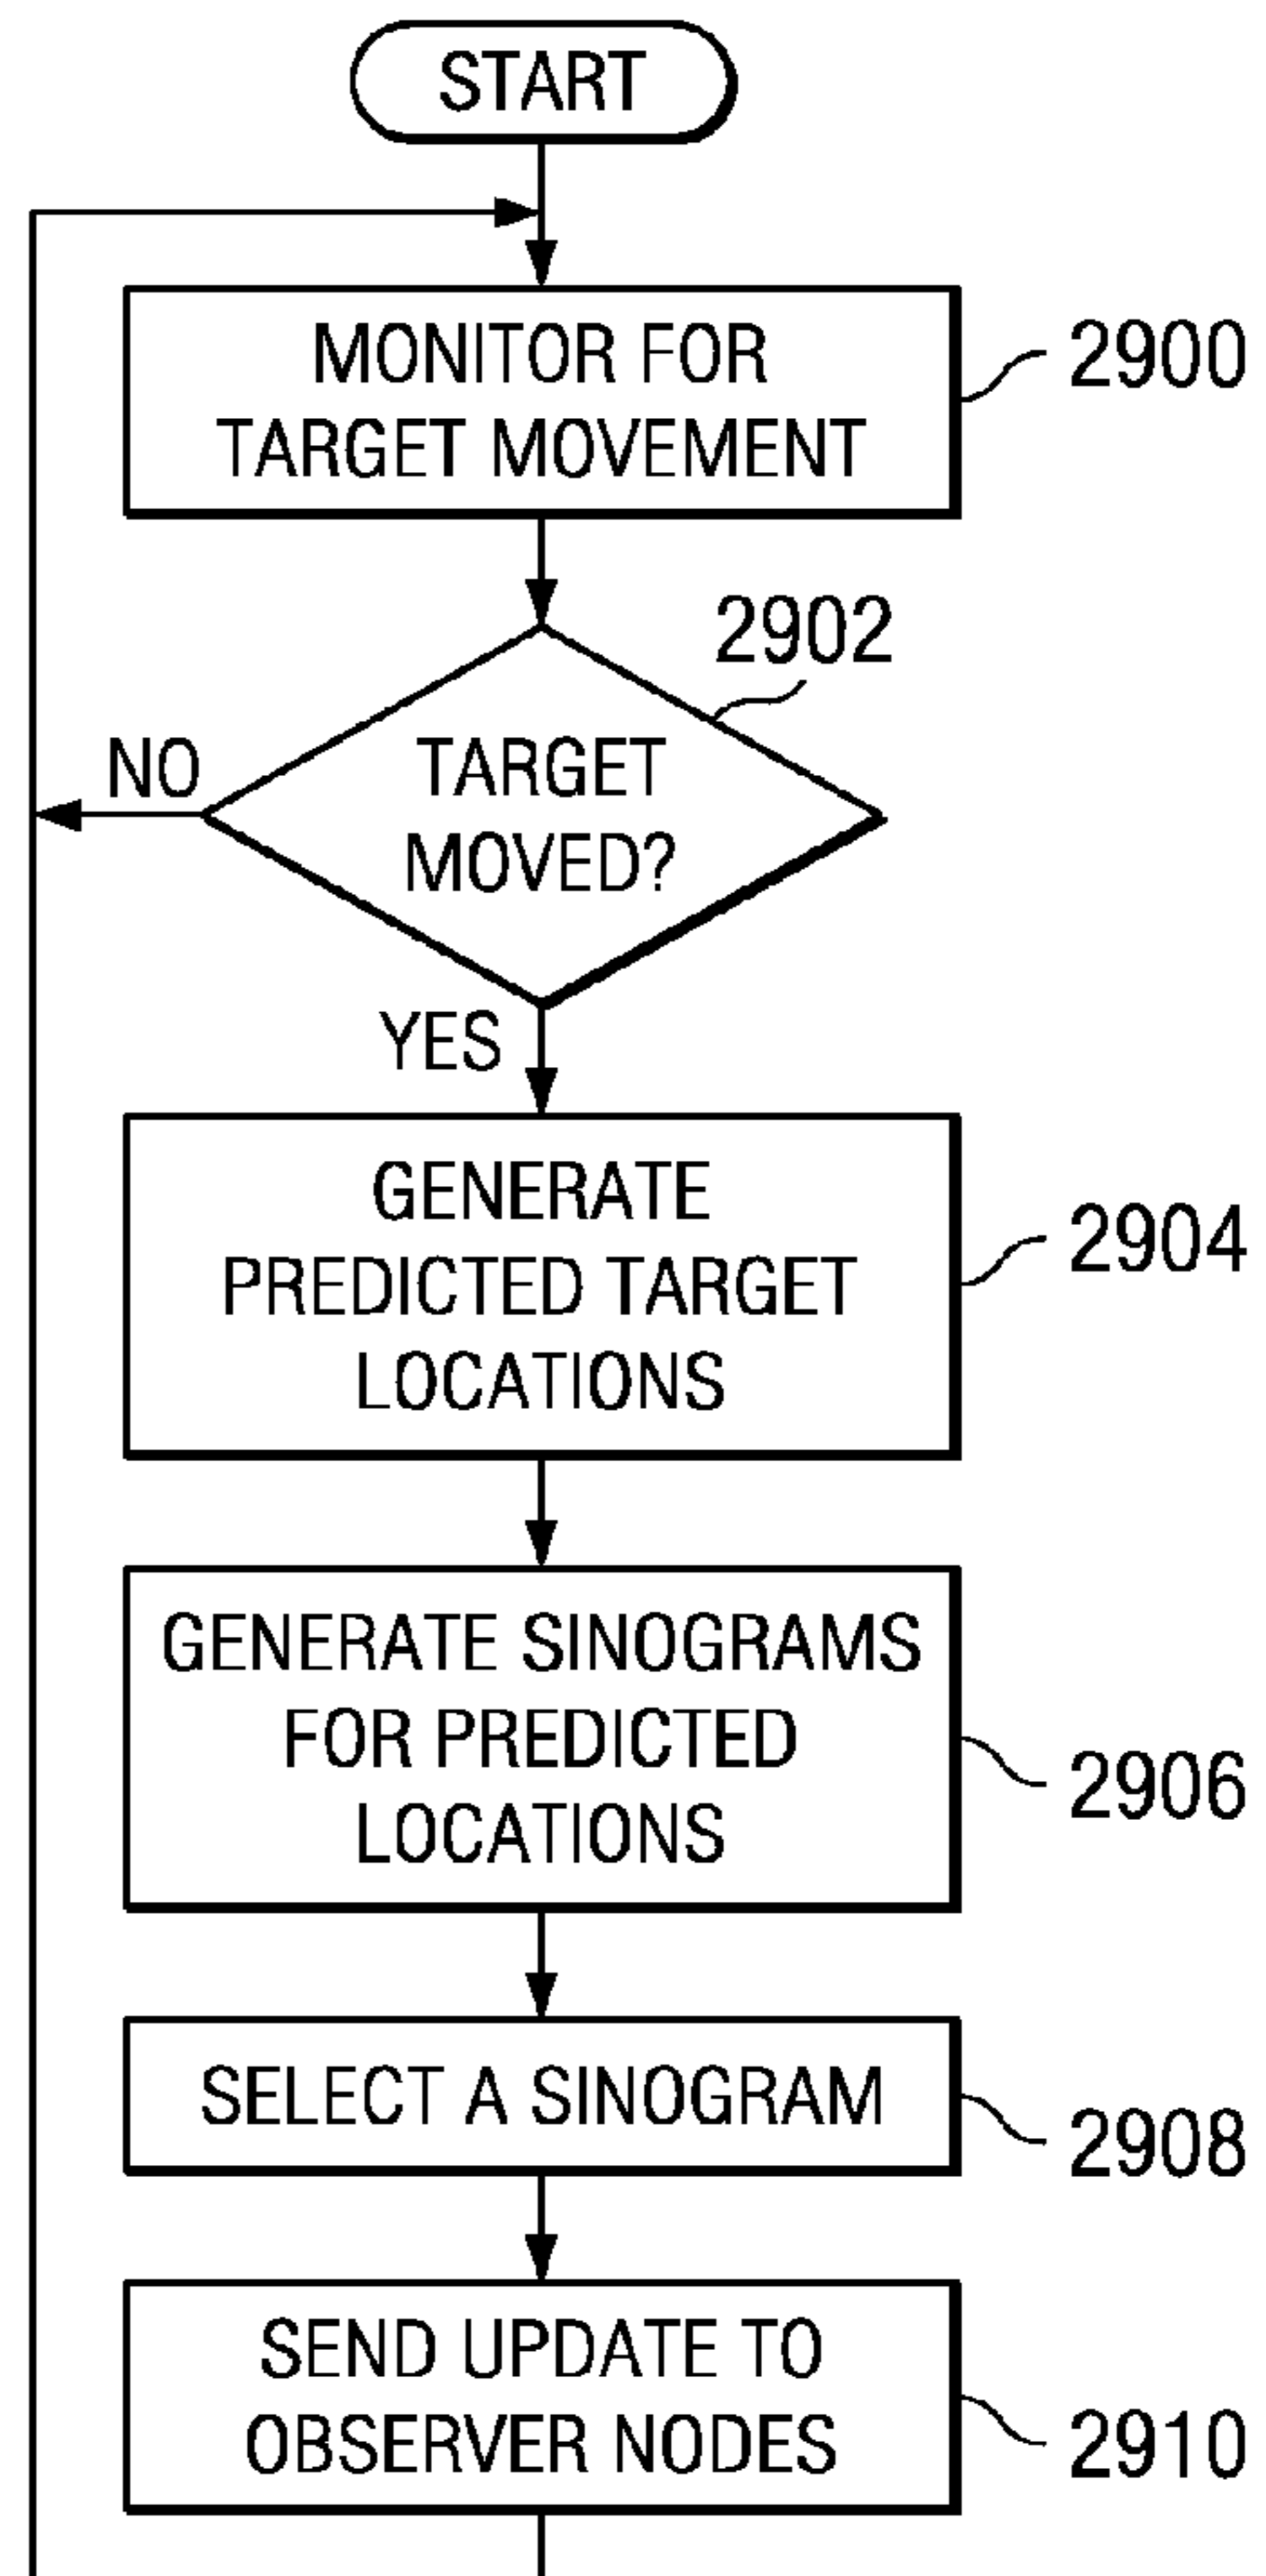 START
MONITOR FOR
TARGET MOVEMENT
2900
2902
TARGET
MOVED?
NO
YES
GENERATE
PREDICTED TARGET
LOCATIONS
2904
GENERATE SINOGRAMS
FOR PREDICTED
LOCATIONS
2906
SELECT A SINOGRAM
2908
SEND UPDATE TO
OBSERVER NODES
2910